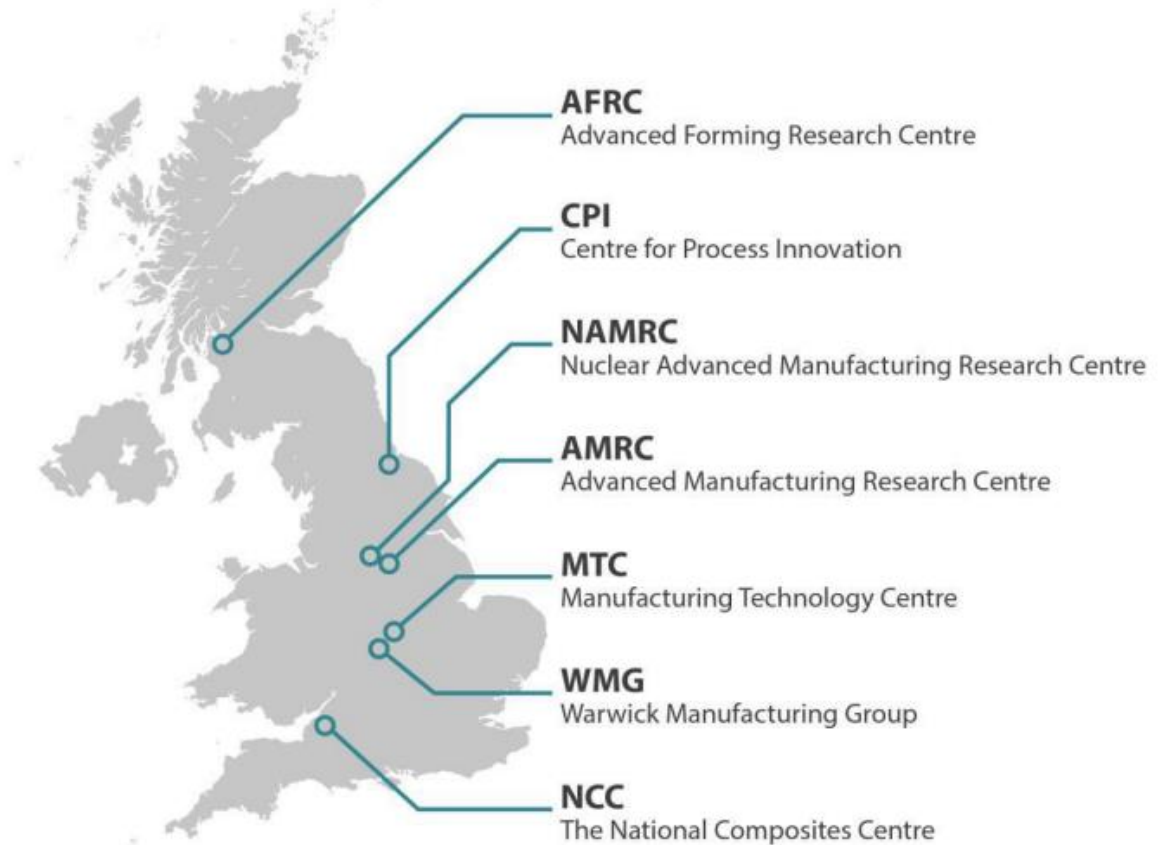 AFRC
Advanced Forming Research Centre
CPI
Centre for Process Innovation
NAMRC
Nuclear Advanced Manufacturing Research Centre
AMRC
Advanced Manufacturing Research Centre
MTC
Manufacturing Technology Centre
WMG
Warwick Manufacturing Group
NCC
The National Composites Centre